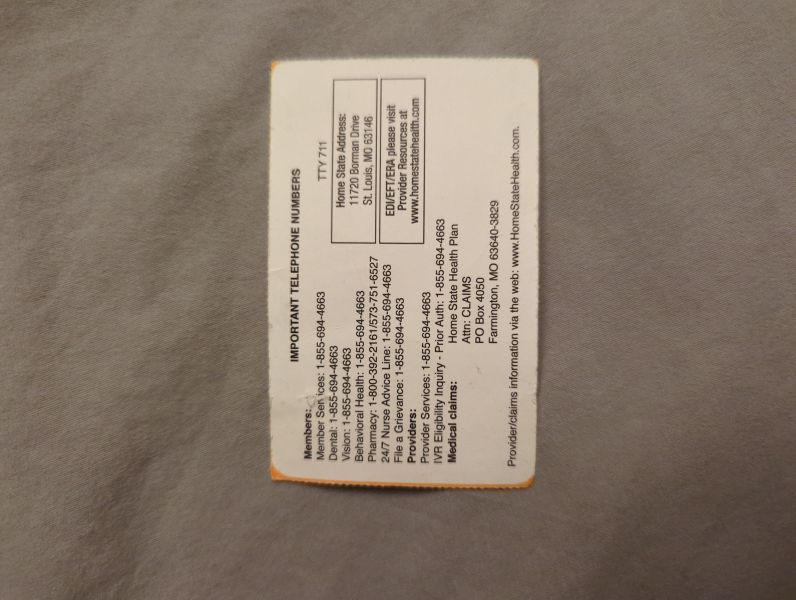 IMPORTANT TELEPHONE NUMBERS
Members:
Member Services: 1-855-694-4663
TTY 711
Dental: 1-855-694-4663
Vision: 1-855-694-4663
Behavioral Health: 1-855-694-4663
Pharmacy: 1-800-392-2161/573-751-6527
24/7 Nurse Advice Line: 1-855-694-4663
File a Grievance: 1-855-694-4663
Providers:
Provider Services: 1-855-694-4663
IVR Eligibility Inquiry - Prior Auth: 1-855-694-4663
Medical claims: Home State Health Plan
Attn: CLAIMS
PO Box 4050
Farmington, MO 63640-3829
Home State Address:
11720 Borman Drive
St. Louis, MO 63146
EDI/EFT/ERA please visit
Provider Resources at
www.homestatehealth.com
Provider/claims information via the web: www.HomeStateHealth.com.